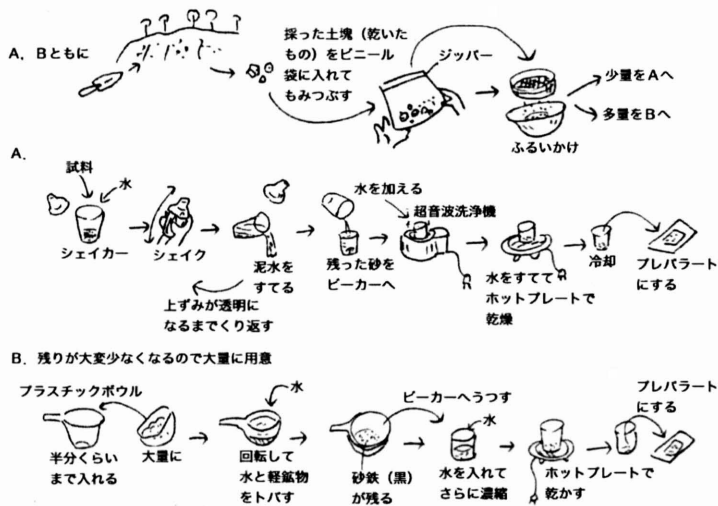 A. Bともに
採った土塊（乾いた
もの）をビニール
袋に入れて
もみつぶす
ジッパー
少量をAへ
多量をBへ
ふるいかけ
A.
試料
水
シェイカー
シェイク
泥水を
すてる
上ずみが透明に
なるまでくり返す
水を加える
残った砂を
ビーカーへ
超音波洗浄機
水をすてて
ホットプレートで
乾燥
冷却
プレパラート
にする
B. 残りが大変少なくなるので大量に用意
プラスチックボウル
半分くらい
まで入れる
大量に
水
回転して
水と軽鉱物
をトバす
砂鉄（黒）
が残る
ビーカーへうつす
水
水を入れて
さらに濃縮
ホットプレートで
乾かす
プレパラート
にする